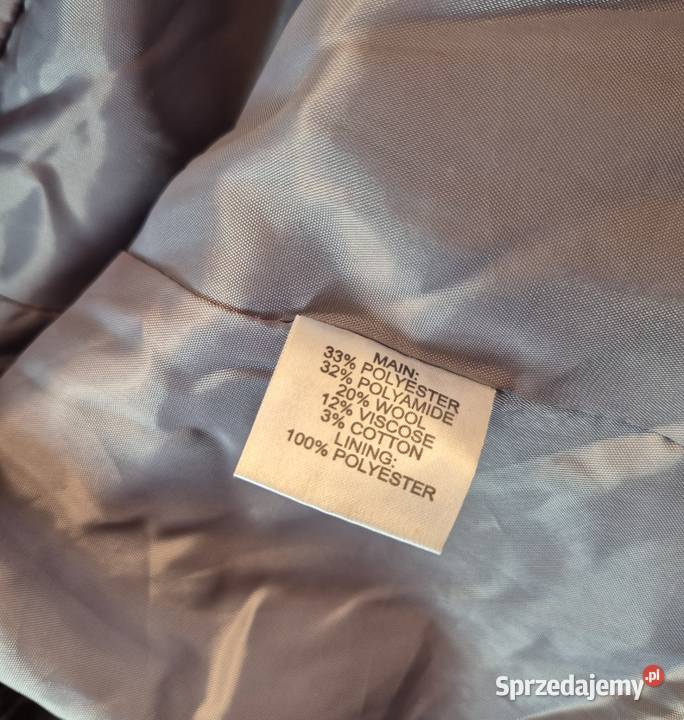 MAIN:
33% POLYESTER
32% POLYAMIDE
20% WOOL
12% VISCOSE
3% COTTON
LINING:
100% POLYESTER
Sprzedajemy.pl